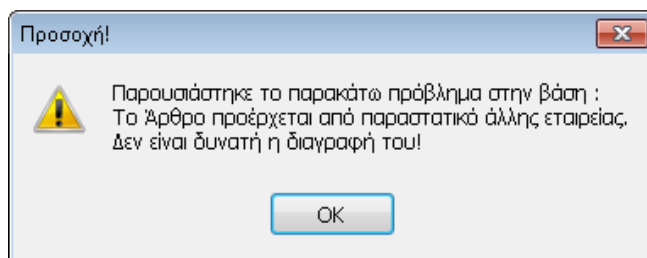 Προσοχή!
Παρουσιάστηκε το παρακάτω πρόβλημα στην βάση :
Το Άρθρο προέρχεται από παραστατικό άλλης εταιρείας.
Δεν είναι δυνατή η διαγραφή του!
OK